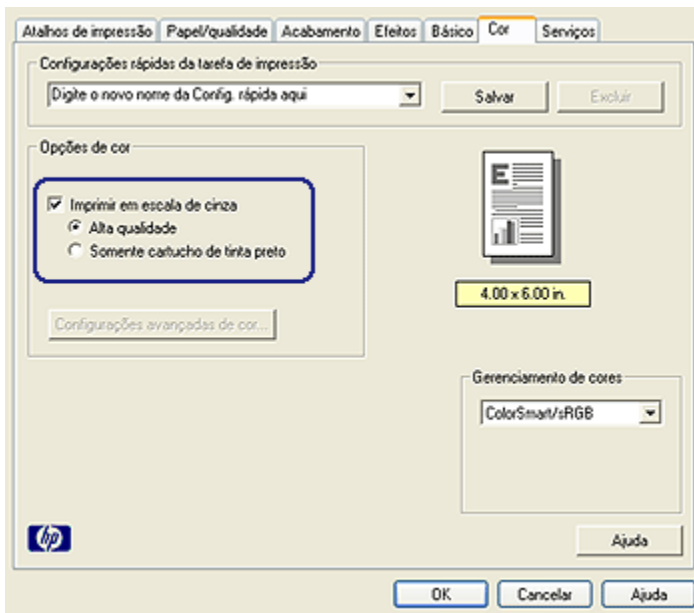 Atalhos de impressão Papel/qualidade Acabamento Efeitos Básico Cor Serviços
Configurações rápidas da tarefa de impressão
Digite o novo nome da Config. rápida aqui Salvar Excluir
Opções de cor
Imprimir em escala de cinza
Alta qualidade
Somente cartucho de tinta preto
E
4.00 x 6.00 in.
Configurações avançadas de cor...
Gerenciamento de cores
ColorSmart/sRGB
hp
Ajuda
OK Cancelar Ajuda